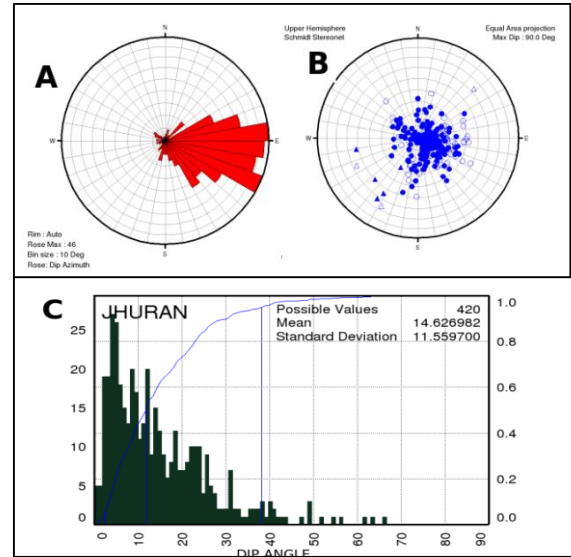 N
Upper Hemisphere
Schmidt Stereonet
N
Equal Area projection
Max Dip : 90.0 Deg
A
B
W
E
W
E
Rim : Auto
Rose Max : 46
Bin size : 10 Deg
Rose: Dip Azimuth
S
S
C
JHURAN
Possible Values 420
Mean 14.626982
Standard Deviation 11.559700
25
20
15
10
5
0
1.0
0.8
0.6
0.4
0.2
0.0
0 10 20 30 40 50 60 70 80 90
DIP ANGLE